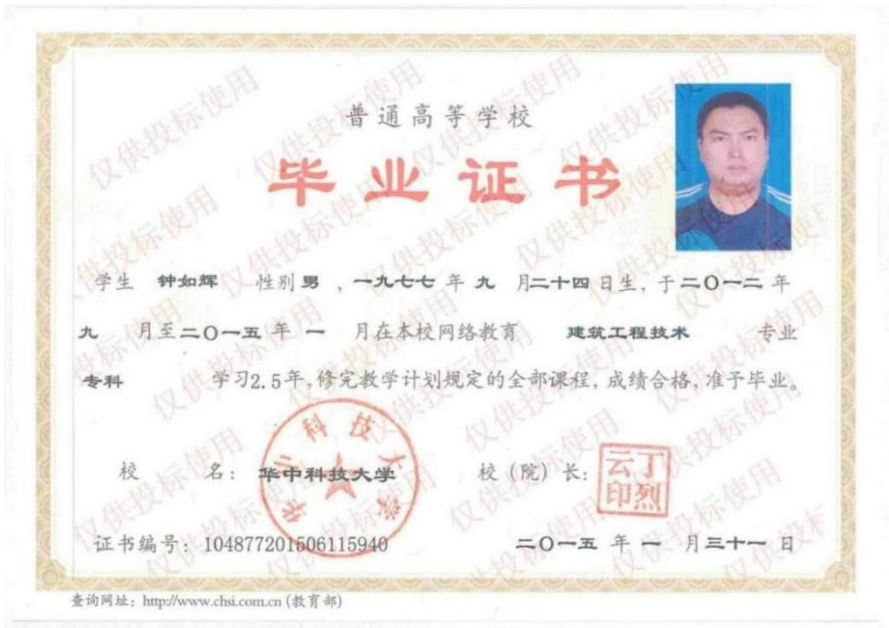 普通高等学校
毕业证书
学生 钟如辉 性别 男 ，一九七七 年 九 月 二十四 日生，于 二〇一二 年
九 月至 二〇一五 年 一 月在本校网络教育 建筑工程技术 专业
专科 学习2.5年，修完教学计划规定的全部课程，成绩合格，准予毕业。
校 名：华中科技大学 校（院）长：丁烈云印
华中科技大学
证书编号：104877201506115940 二〇一五 年 一 月 三十一 日
查询网址：http://www.chsi.com.cn (教育部)
仅供投标使用